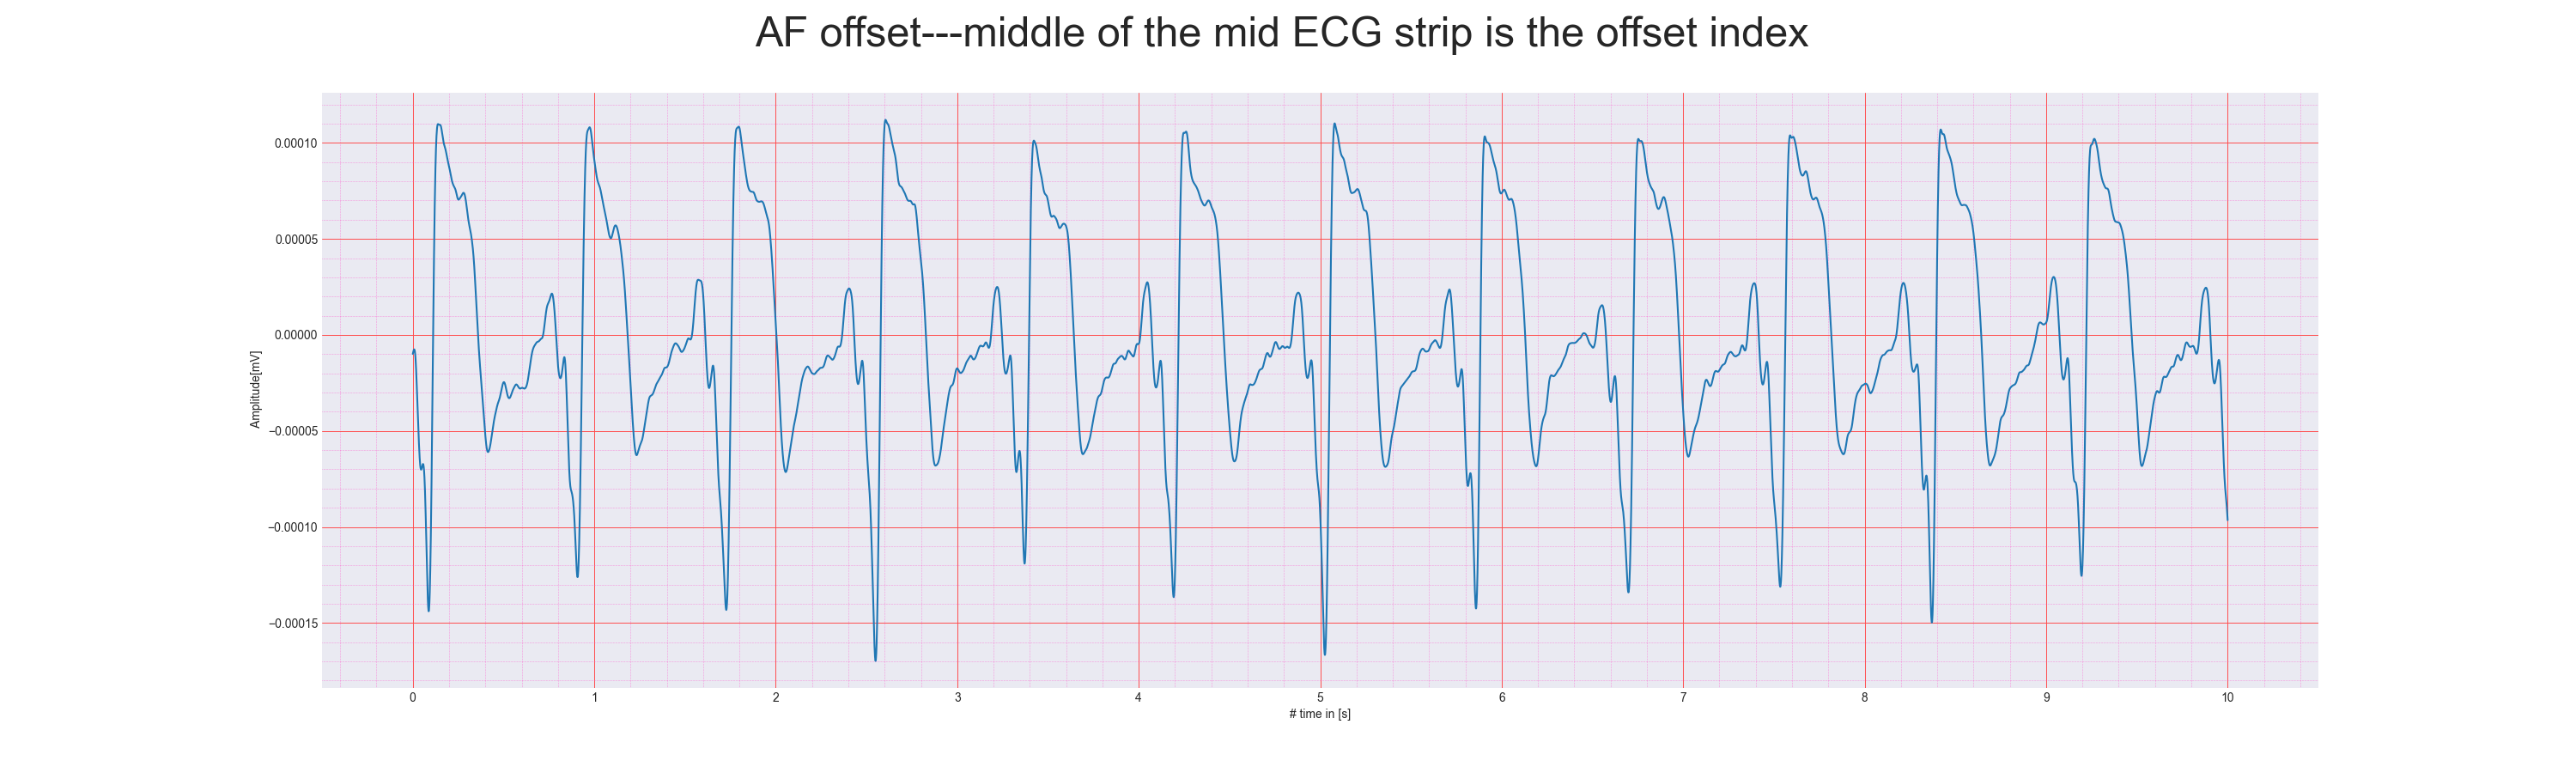 AF offset---middle of the mid ECG strip is the offset index
0.00010
0.00005
0.00000
−0.00005
−0.00010
−0.00015
Amplitude[mV]
0 1 2 3 4 5 6 7 8 9 10
# time in [s]